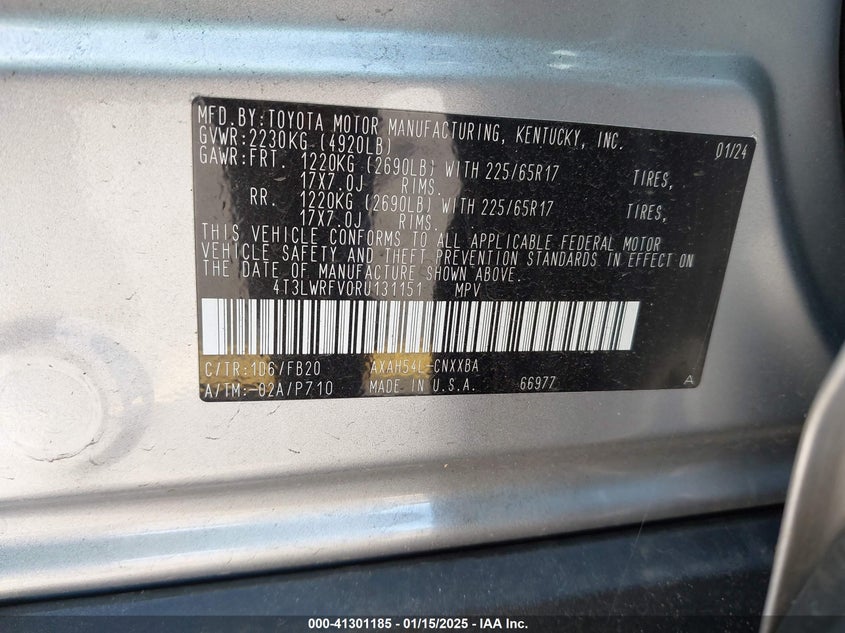 MFD.BY:TOYOTA MOTOR MANUFACTURING, KENTUCKY, INC.
GVWR:2230KG (4920LB) 01/24
GAWR:FRT. 1220KG (2690LB) WITH 225/65R17 TIRES,
17X7.0J RIMS.
RR. 1220KG (2690LB) WITH 225/65R17 TIRES,
17X7.0J RIMS.
THIS VEHICLE CONFORMS TO ALL APPLICABLE FEDERAL MOTOR
VEHICLE SAFETY AND THEFT PREVENTION STANDARDS IN EFFECT ON
THE DATE OF MANUFACTURE SHOWN ABOVE.
4T3LWRFV0RU131151 MPV
C/TR:1D6/FB20 AXAH54L-CNXXBA
A/TM:-02A/P710 MADE IN U.S.A. 66977 A
000-41301185 - 01/15/2025 - IAA Inc.